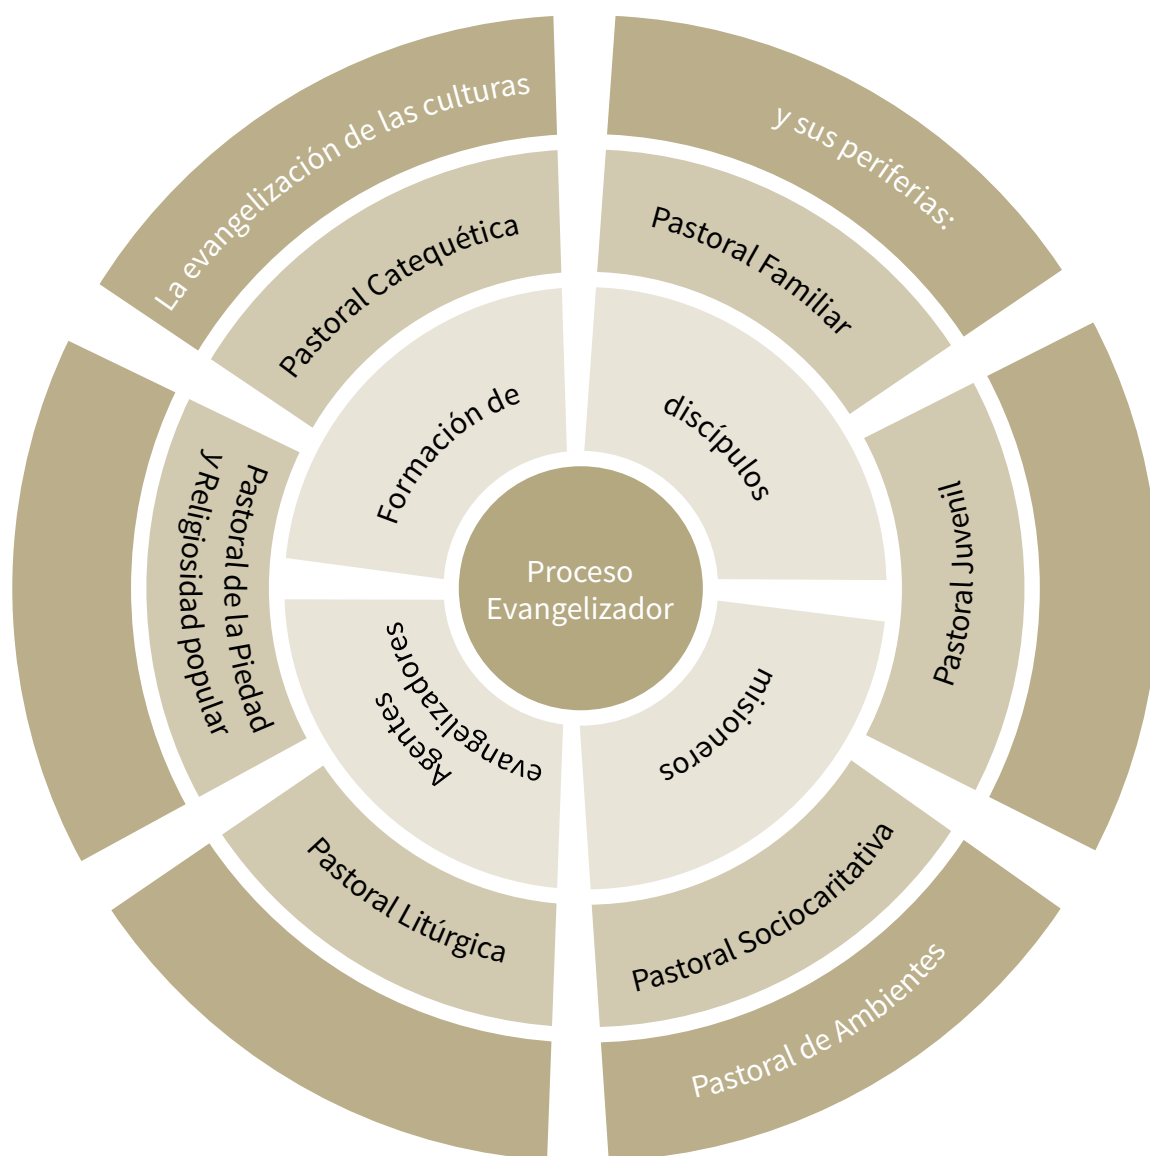 La evangelización de las culturas
y sus periferias:
Pastoral Catequética
Pastoral Familiar
Formación de
discípulos
Pastoral de la Piedad
y Religiosidad popular
Pastoral Juvenil
Proceso
Evangelizador
Agentes
evangelizadores
misioneros
Pastoral Litúrgica
Pastoral Sociocaritativa
Pastoral de Ambientes